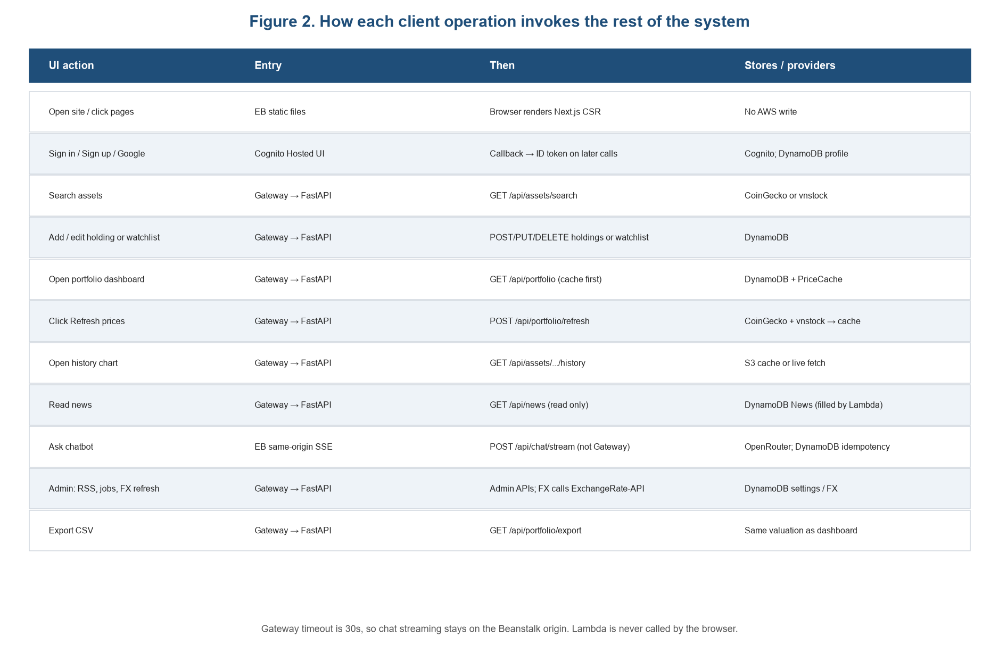 Figure 2. How each client operation invokes the rest of the system
UI action Entry Then Stores / providers
Open site / click pages EB static files Browser renders Next.js CSR No AWS write
Sign in / Sign up / Google Cognito Hosted UI Callback → ID token on later calls Cognito; DynamoDB profile
Search assets Gateway → FastAPI GET /api/assets/search CoinGecko or vnstock
Add / edit holding or watchlist Gateway → FastAPI POST/PUT/DELETE holdings or watchlist DynamoDB
Open portfolio dashboard Gateway → FastAPI GET /api/portfolio (cache first) DynamoDB + PriceCache
Click Refresh prices Gateway → FastAPI POST /api/portfolio/refresh CoinGecko + vnstock → cache
Open history chart Gateway → FastAPI GET /api/assets/.../history S3 cache or live fetch
Read news Gateway → FastAPI GET /api/news (read only) DynamoDB News (filled by Lambda)
Ask chatbot EB same-origin SSE POST /api/chat/stream (not Gateway) OpenRouter; DynamoDB idempotency
Admin: RSS, jobs, FX refresh Gateway → FastAPI Admin APIs; FX calls ExchangeRate-API DynamoDB settings / FX
Export CSV Gateway → FastAPI GET /api/portfolio/export Same valuation as dashboard
Gateway timeout is 30s, so chat streaming stays on the Beanstalk origin. Lambda is never called by the browser.